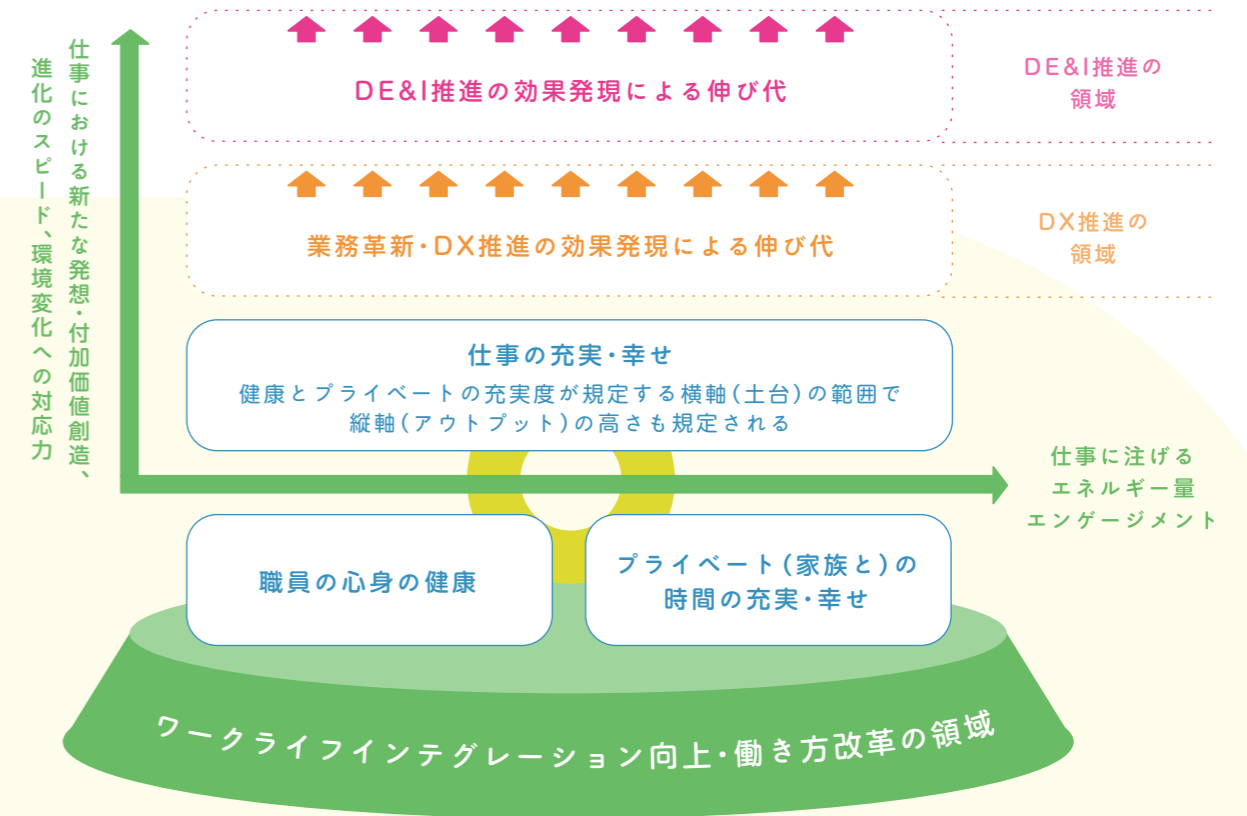 仕事における新たな発想・付加価値創造、
進化のスピード、環境変化への対応力
DE&I推進の効果発現による伸び代
DE&I推進の
領域
業務革新・DX推進の効果発現による伸び代
DX推進の
領域
仕事の充実・幸せ
健康とプライベートの充実度が規定する横軸(土台)の範囲で
縦軸(アウトプット)の高さも規定される
仕事に注げる
エネルギー量
エンゲージメント
職員の心身の健康
プライベート(家族と)の
時間の充実・幸せ
ワークライフインテグレーション向上・働き方改革の領域